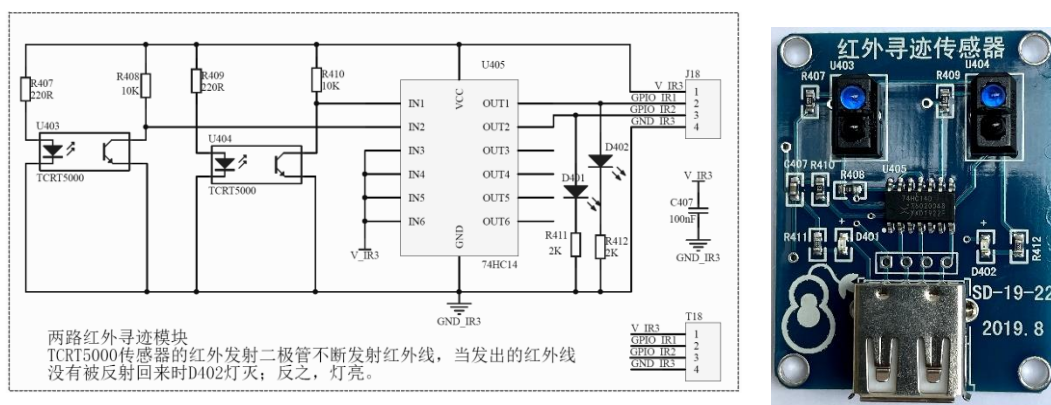 R407
220R
R408
10K
R409
220R
R410
10K
U403
TCRT5000
U404
TCRT5000
U405
IN1
IN2
IN3
IN4
IN5
IN6
VCC
GND
OUT1
OUT2
OUT3
OUT4
OUT5
OUT6
74HC14
V_IR3
GND_IR3
D401
D402
R411
2K
R412
2K
J18
V_IR3 1
GPIO_IR1 2
GPIO_IR2 3
GND_IR3 4
V_IR3
C407
100nF
GND_IR3
T18
V_IR3 1
GPIO_IR1 2
GPIO_IR2 3
GND_IR3 4
两路红外寻迹模块
TCRT5000传感器的红外发射二极管不断发射红外线，当发出的红外线
没有被反射回来时D402灯灭；反之，灯亮。
红外寻迹传感器
U403
U404
R407
R409
C407
R410
R408
U405
74HC14D
R411
D401
D402
R412
SD-19-22
2019.8